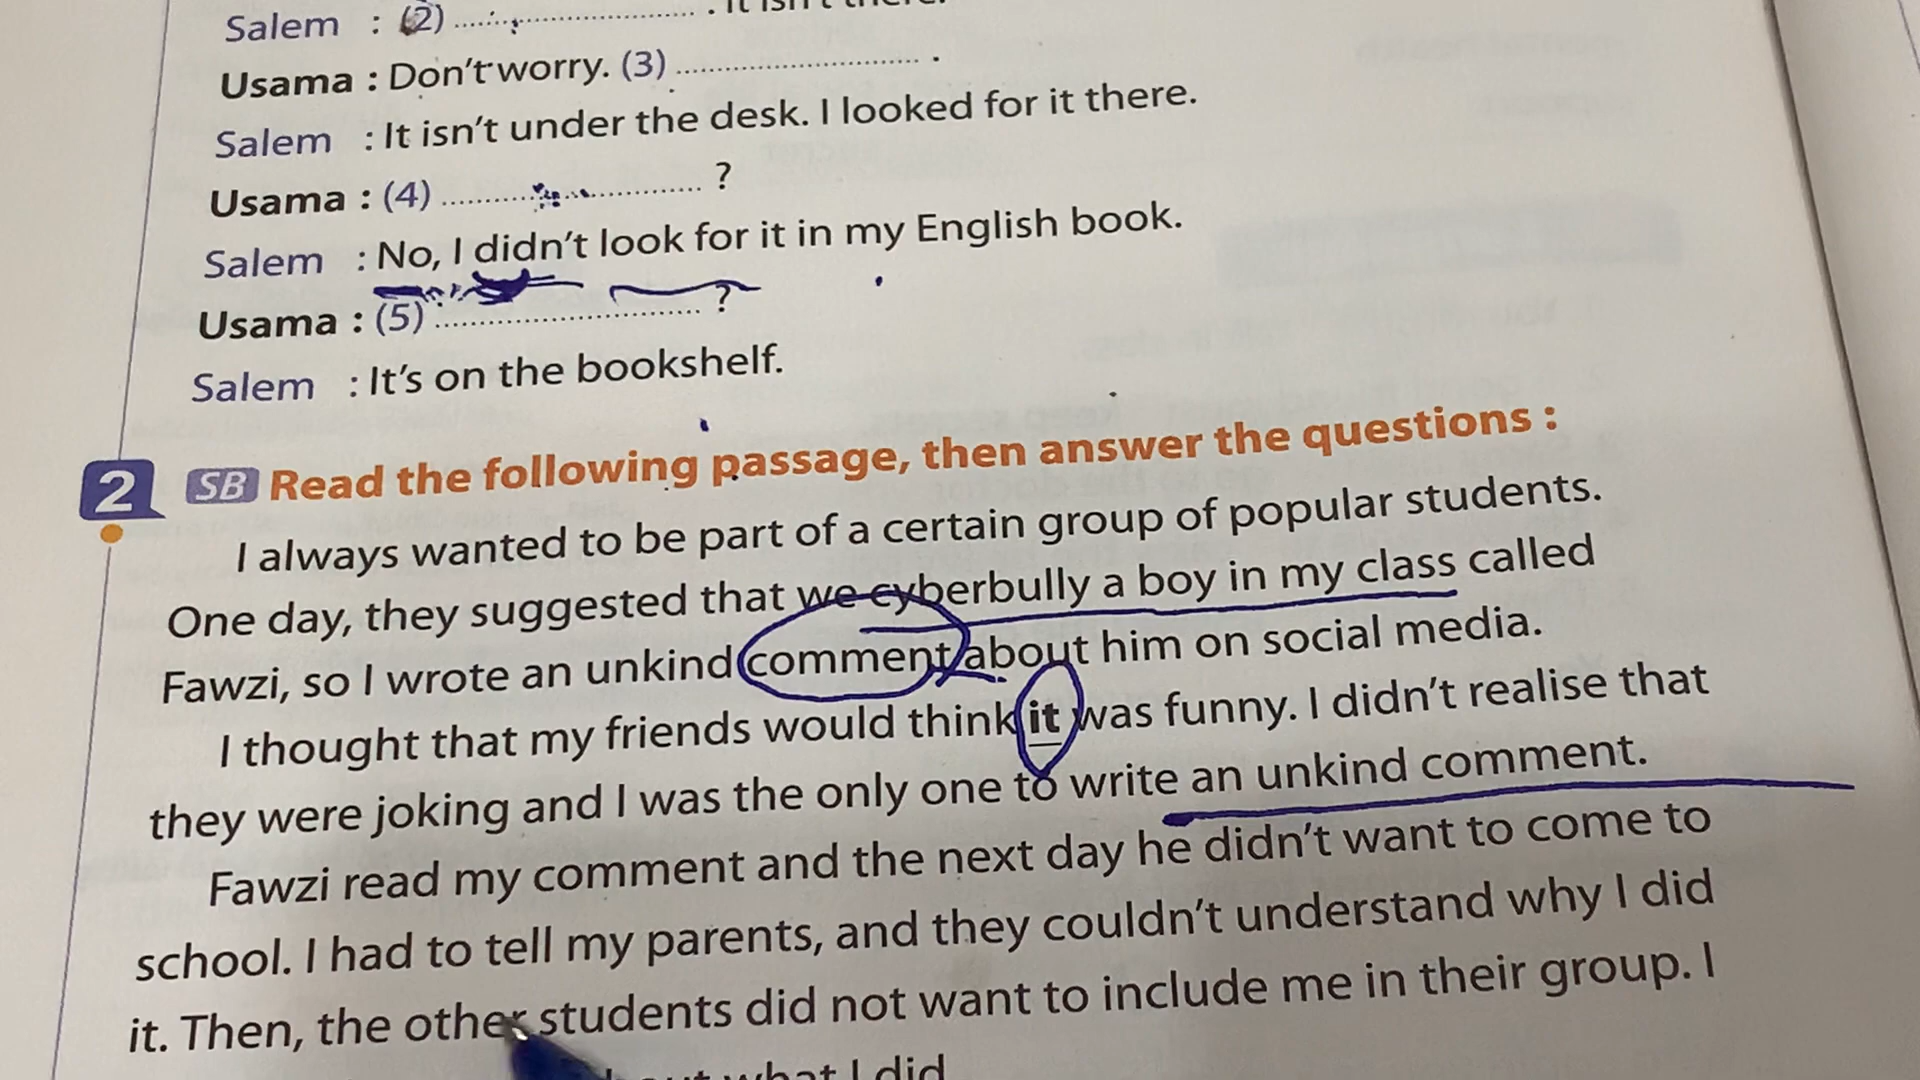 Salem : (2) .................... . It isn't there.
Usama : Don't worry. (3) .................... .
Salem : It isn't under the desk. I looked for it there.
Usama : (4) .................... ?
Salem : No, I didn't look for it in my English book.
Usama : (5) .................... ?
Salem : It's on the bookshelf.
2 SB Read the following passage, then answer the questions :
I always wanted to be part of a certain group of popular students.
One day, they suggested that we cyberbully a boy in my class called
Fawzi, so I wrote an unkind comment about him on social media.
I thought that my friends would think it was funny. I didn't realise that
they were joking and I was the only one to write an unkind comment.
Fawzi read my comment and the next day he didn't want to come to
school. I had to tell my parents, and they couldn't understand why I did
it. Then, the other students did not want to include me in their group. I
what I did